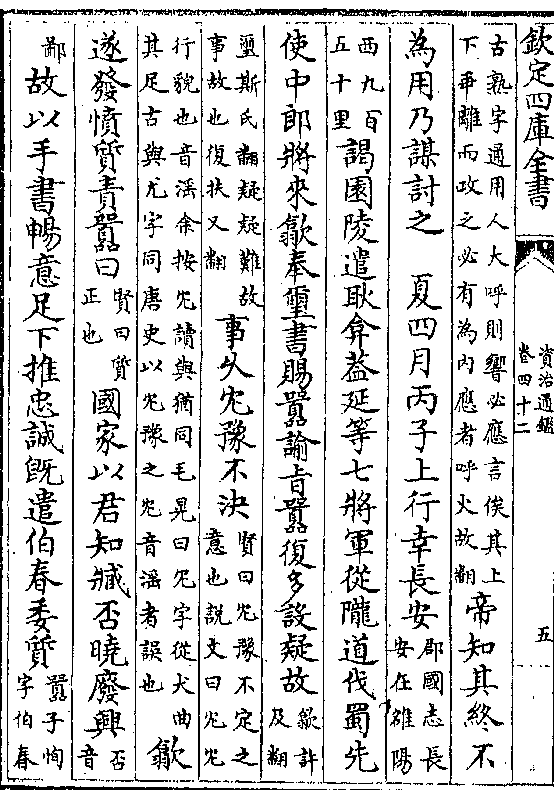 欽定四庫全書
資治通鑑
卷四十二
五
古熟字通用人大呼則響必應言俟其上
下乖離而攻之必有為内應者呼火故翻
帝知其終不
為用乃謀討之 夏四月丙子上行幸長安
郡國志長
安在雒陽
西九百
五十里
謁園陵遣耿弇葢延等七將軍從隴道伐蜀先
使中郎將來歙奉璽書賜囂諭旨囂復多設疑故
歙許
及翻
璽斯氏翻疑疑難故
事故也復扶又翻
事久冘豫不決
賢曰冘豫不定之
意也說文曰冘冘
行貌也音淫余按冘讀與猶同毛晃曰冘字從犬曲
其足古與尤字同唐史以冘豫之冘音淫者誤也
歙
遂發憤質責囂曰
賢曰質
正也
國家以君知臧否曉廢興
否
音
鄙
故以手書暢意足下推忠誠既遣伯春委質
囂子恂
字伯春